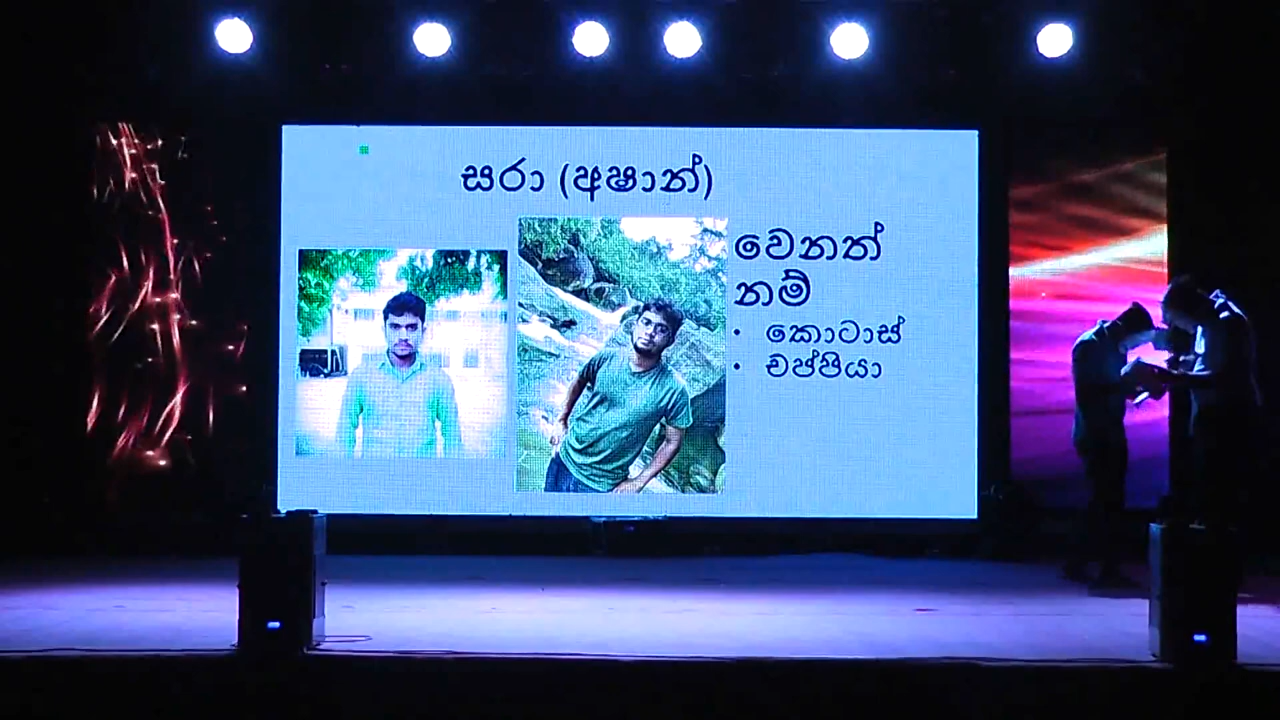 සරා (අෂාන්)
වෙනත්
නම්
• කොටාස්
• චප්පියා